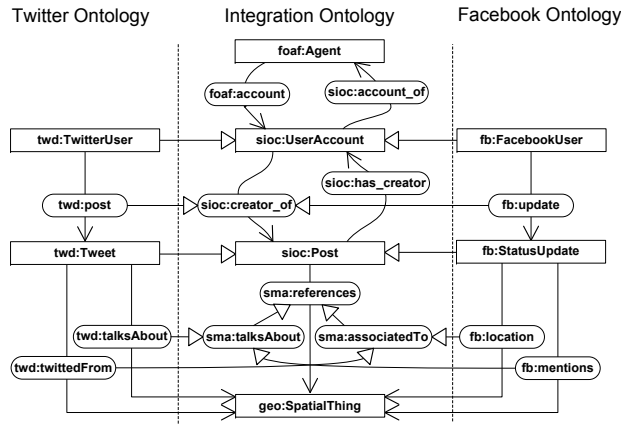 Twitter Ontology Integration Ontology Facebook Ontology
foaf:Agent
foaf:account sioc:account_of
twd:TwitterUser sioc:UserAccount fb:FacebookUser
sioc:has_creator
twd:post sioc:creator_of fb:update
twd:Tweet sioc:Post fb:StatusUpdate
sma:references
twd:talksAbout sma:talksAbout sma:associatedTo fb:location
twd:twittedFrom fb:mentions
geo:SpatialThing